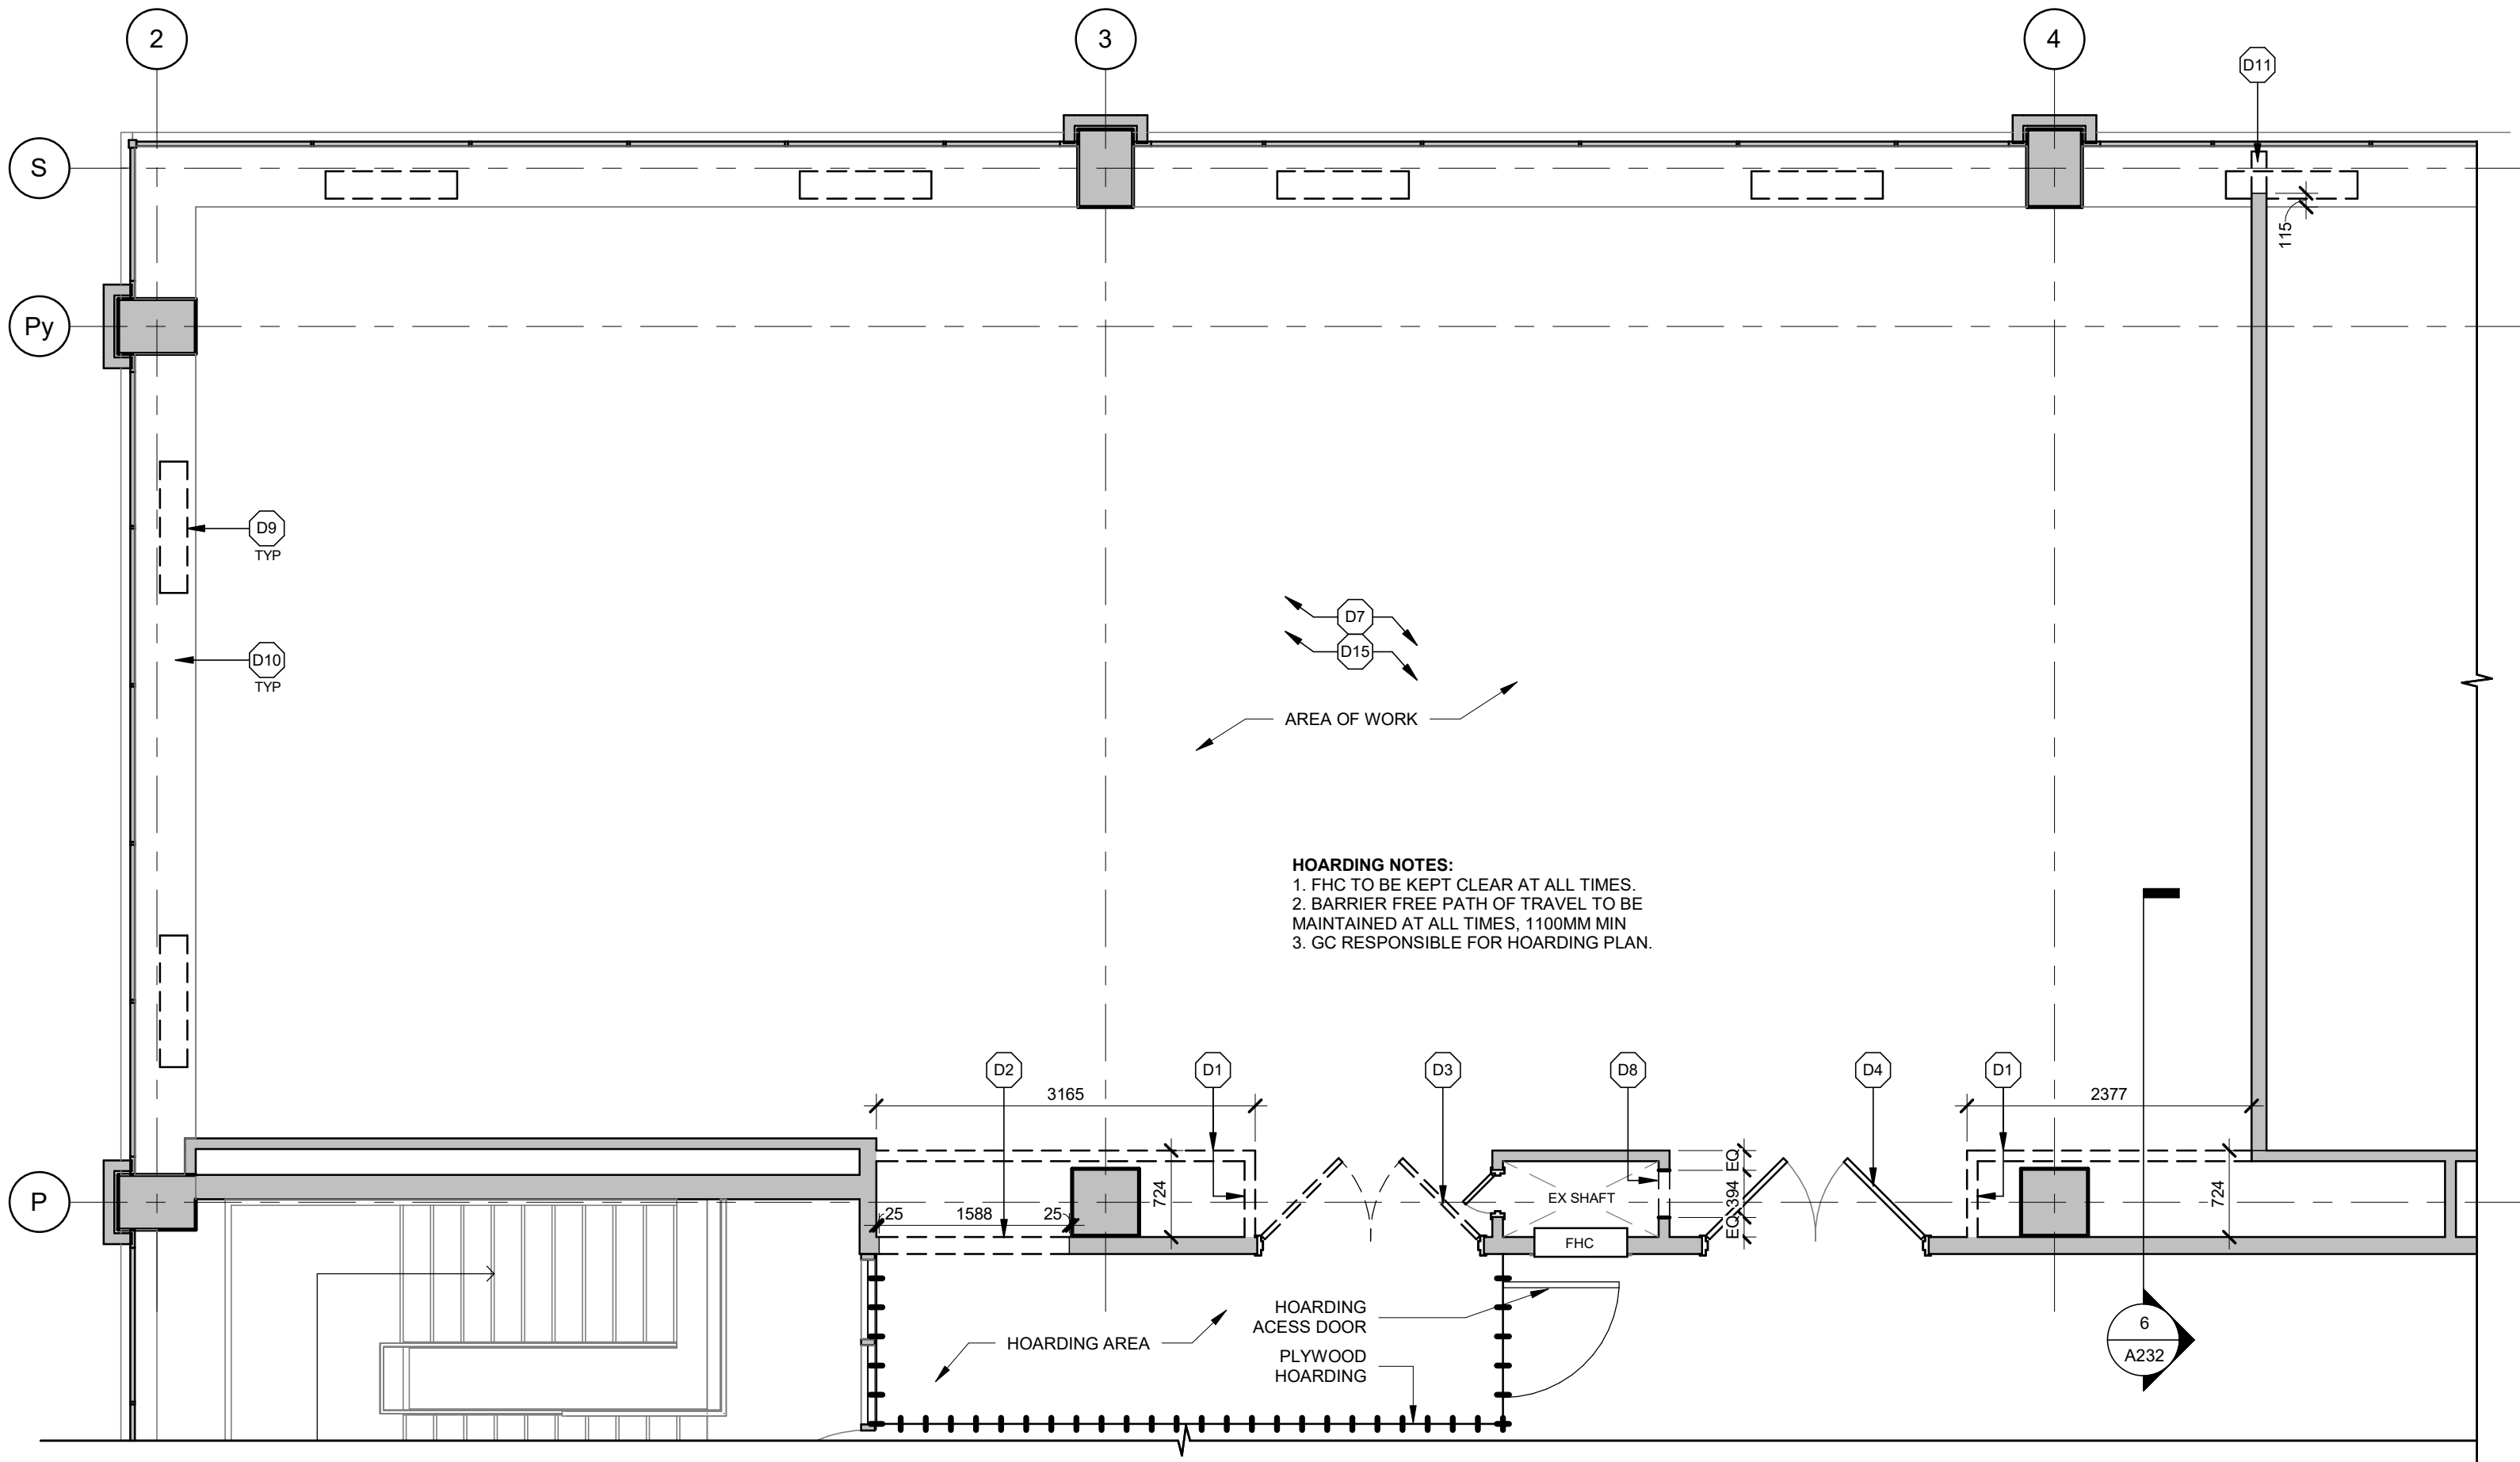 2
3
4
D11
S
115
Py
D9
TYP
D7
D15
D10
TYP
AREA OF WORK
HOARDING NOTES:
1. FHC TO BE KEPT CLEAR AT ALL TIMES.
2. BARRIER FREE PATH OF TRAVEL TO BE
MAINTAINED AT ALL TIMES, 1100MM MIN
3. GC RESPONSIBLE FOR HOARDING PLAN.
D2
D1
D3
D8
D4
D1
3165
2377
P
724
EX SHAFT
EQ
394
EQ
724
25
1588
25
FHC
HOARDING
ACESS DOOR
HOARDING AREA
PLYWOOD
HOARDING
6
A232